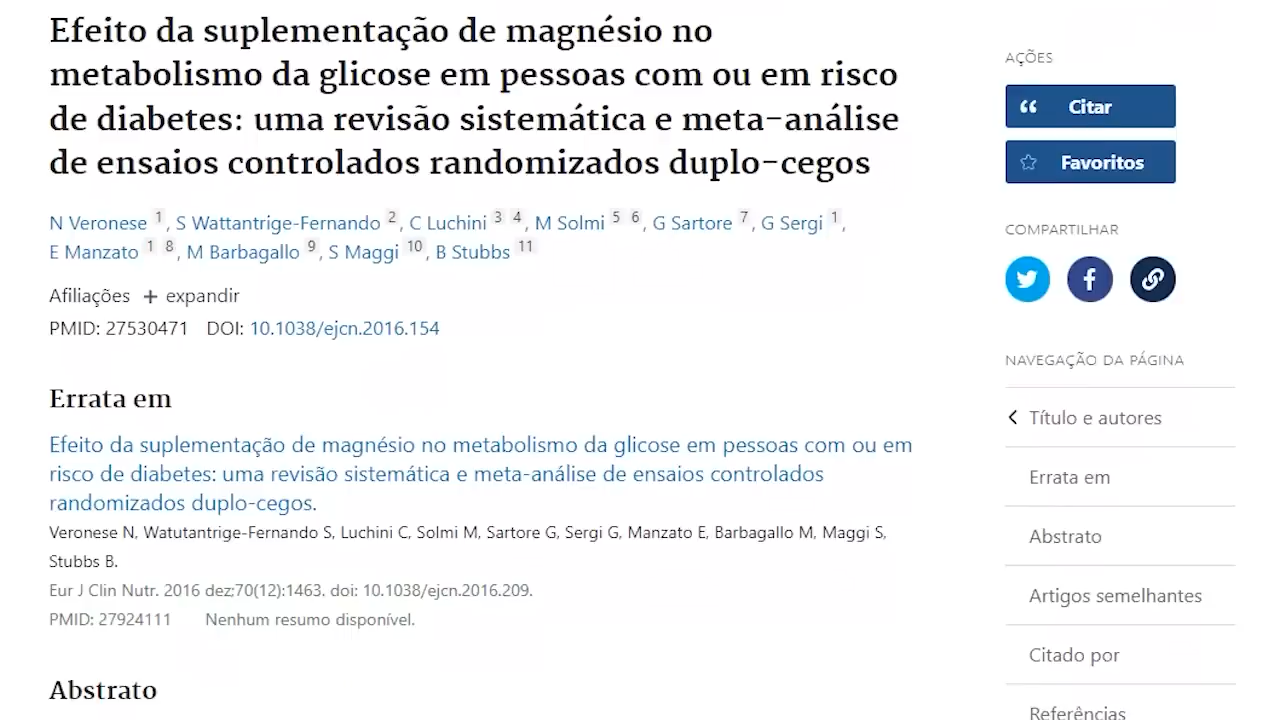 Efeito da suplementação de magnésio no
metabolismo da glicose em pessoas com ou em risco
de diabetes: uma revisão sistemática e meta-análise
de ensaios controlados randomizados duplo-cegos
N Veronese 1, S Wattantrige-Fernando 2, C Luchini 3 4, M Solmi 5 6, G Sartore 7, G Sergi 1,
E Manzato 1 8, M Barbagallo 9, S Maggi 10, B Stubbs 11
Afiliações + expandir
PMID: 27530471 DOI: 10.1038/ejcn.2016.154
Errata em
Efeito da suplementação de magnésio no metabolismo da glicose em pessoas com ou em
risco de diabetes: uma revisão sistemática e meta-análise de ensaios controlados
randomizados duplo-cegos.
Veronese N, Watutantrige-Fernando S, Luchini C, Solmi M, Sartore G, Sergi G, Manzato E, Barbagallo M, Maggi S,
Stubbs B.
Eur J Clin Nutr. 2016 dez;70(12):1463. doi: 10.1038/ejcn.2016.209.
PMID: 27924111 Nenhum resumo disponível.
Abstrato
AÇÕES
Citar
Favoritos
COMPARTILHAR
NAVEGAÇÃO DA PÁGINA
Título e autores
Errata em
Abstrato
Artigos semelhantes
Citado por
Referências